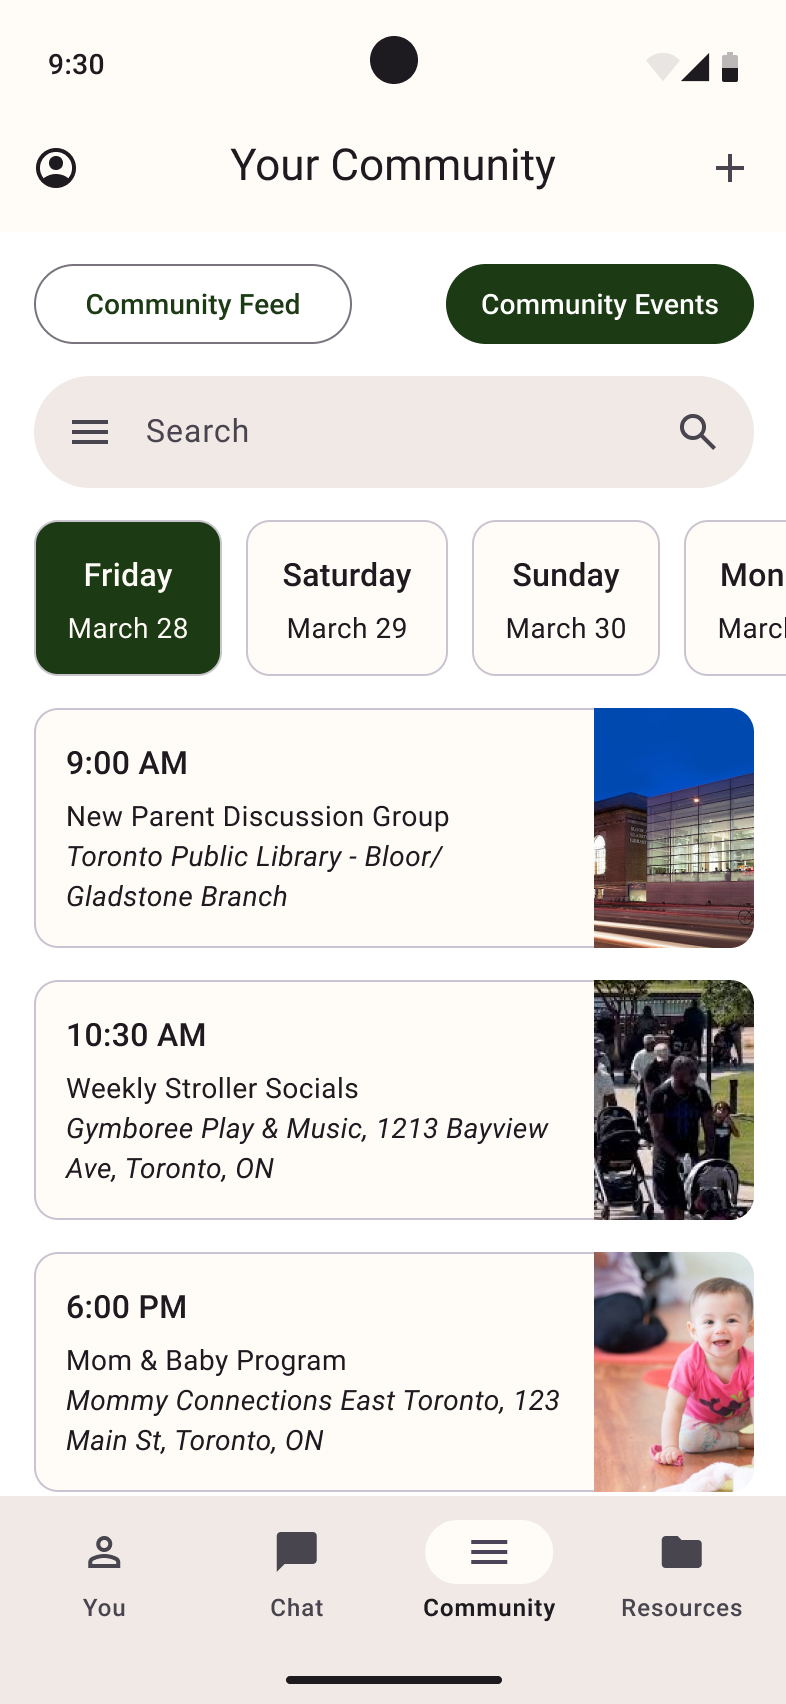 9:30
Your Community
Community Feed
Community Events
Search
Friday
March 28
Saturday
March 29
Sunday
March 30
Mon
Marc
9:00 AM
New Parent Discussion Group
Toronto Public Library - Bloor/
Gladstone Branch
10:30 AM
Weekly Stroller Socials
Gymboree Play & Music, 1213 Bayview
Ave, Toronto, ON
6:00 PM
Mom & Baby Program
Mommy Connections East Toronto, 123
Main St, Toronto, ON
You
Chat
Community
Resources